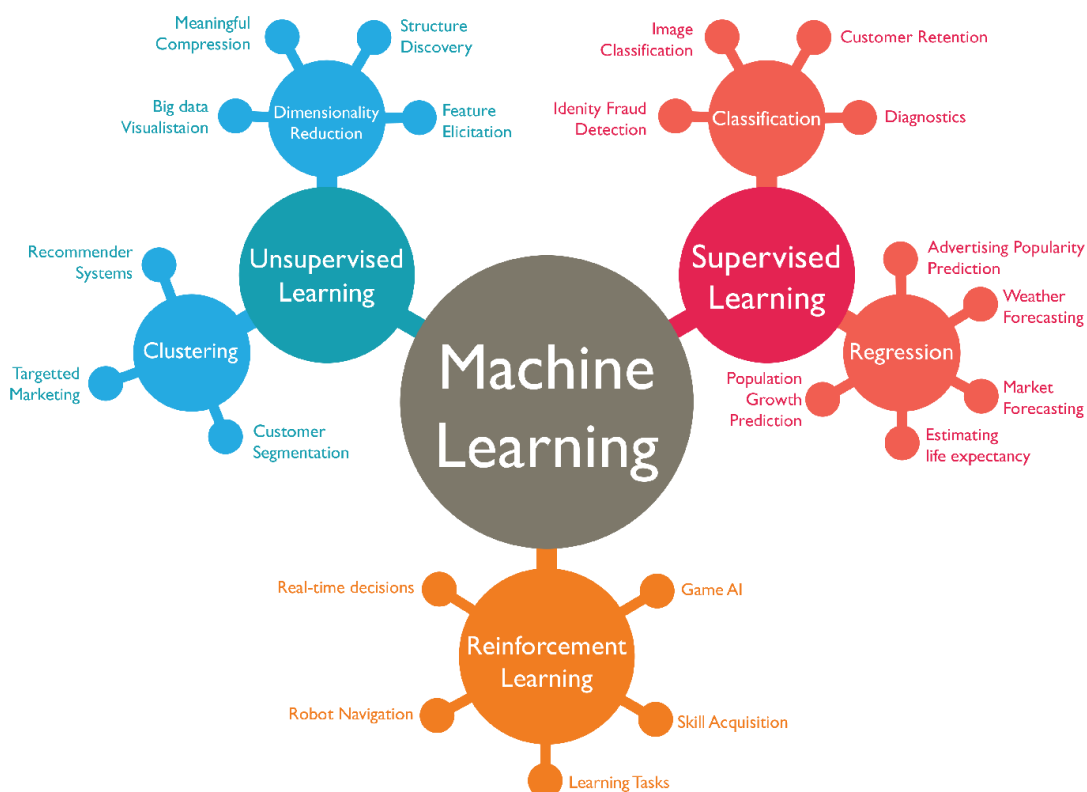 Meaningful
Compression
Structure
Discovery
Big data
Visualistaion
Dimensionality
Reduction
Feature
Elicitation
Image
Classification
Customer Retention
Idenity Fraud
Detection
Classification
Diagnostics
Unsupervised
Learning
Supervised
Learning
Recommender
Systems
Clustering
Targetted
Marketing
Customer
Segmentation
Machine
Learning
Advertising Popularity
Prediction
Weather
Forecasting
Regression
Population
Growth
Prediction
Market
Forecasting
Estimating
life expectancy
Real-time decisions
Game AI
Reinforcement
Learning
Robot Navigation
Skill Acquisition
Learning Tasks